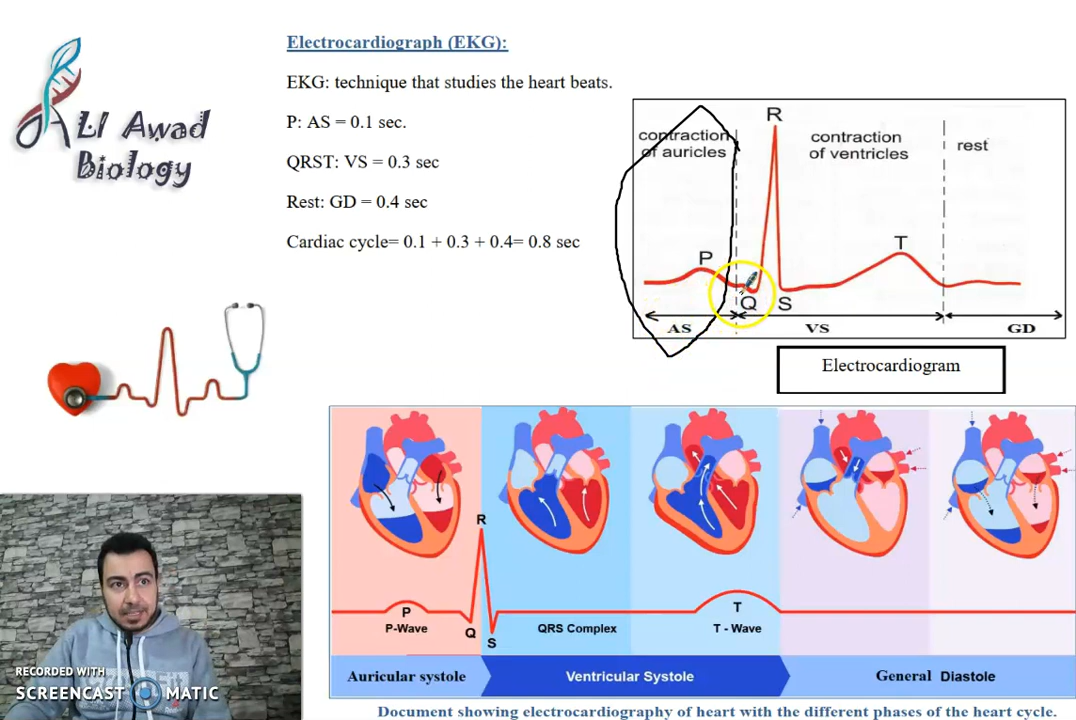 Electrocardiograph (EKG):
EKG: technique that studies the heart beats.
P: AS = 0.1 sec.
QRST: VS = 0.3 sec
Rest: GD = 0.4 sec
Cardiac cycle= 0.1 + 0.3 + 0.4= 0.8 sec
ALI Awad
Biology
contraction
of auricles
R
contraction
of ventricles
rest
P
T
Q
S
AS
VS
GD
Electrocardiogram
R
P
P-Wave
Q
S
QRS Complex
T
T - Wave
Auricular systole
Ventricular Systole
General Diastole
Document showing electrocardiography of heart with the different phases of the heart cycle.
RECORDED WITH
SCREENCAST MATIC